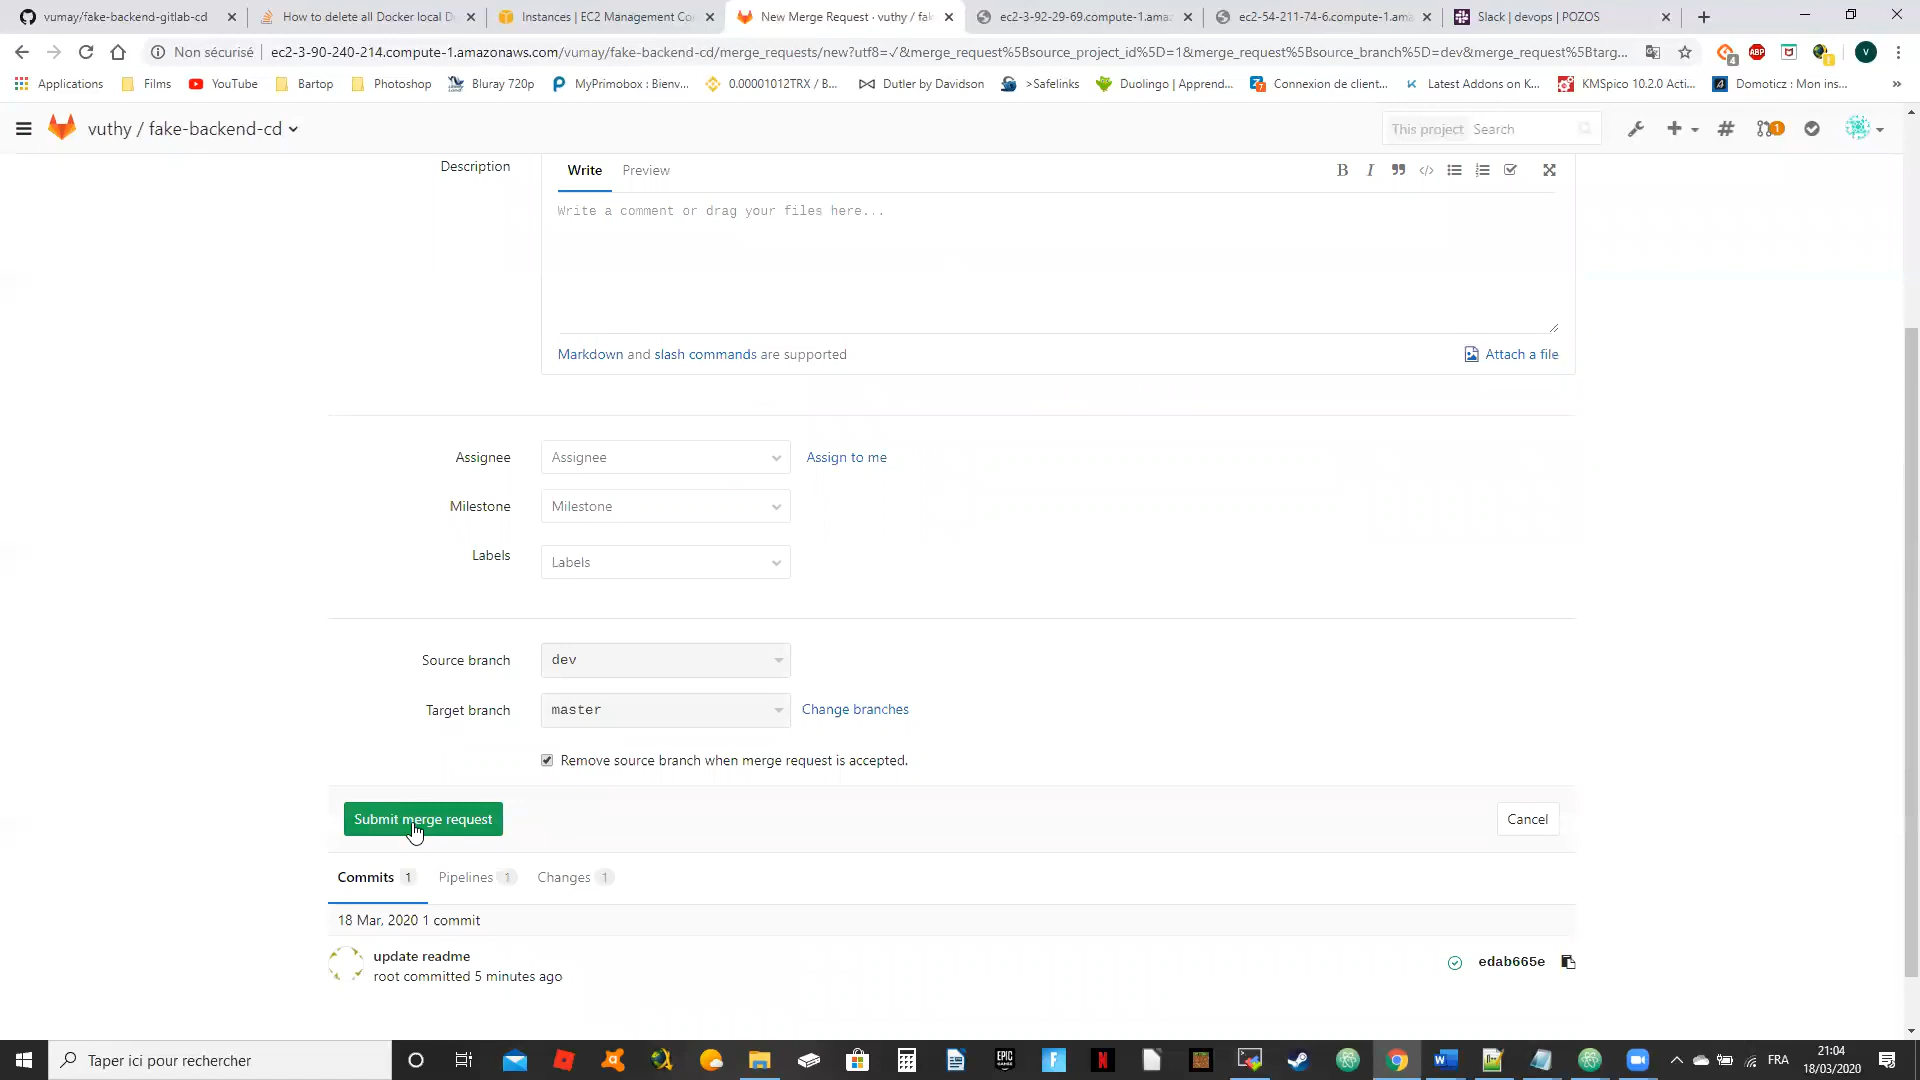 vumay/fake-backend-gitlab-cd
How to delete all Docker local D
Instances | EC2 Management Co
New Merge Request · vuthy / fak
ec2-3-92-29-69.compute-1.amaz
ec2-54-211-74-6.compute-1.ama
Slack | devops | POZOS
Non sécurisé
ec2-3-90-240-214.compute-1.amazonaws.com/vumay/fake-backend-cd/merge_requests/new?utf8=✓&merge_request%5Bsource_project_id%5D=1&merge_request%5Bsource_branch%5D=dev&merge_request%5Btarg...
4
ABP
V
Applications
Films
YouTube
Bartop
Photoshop
Bluray 720p
MyPrimobox : Bienv...
0.00001012TRX / B...
Dutler by Davidson
>Safelinks
Duolingo | Apprend...
Connexion de client...
Latest Addons on K...
KMSpico 10.2.0 Acti...
Domoticz : Mon ins...
»
vuthy / fake-backend-cd
This project Search
1
Description
Write
Preview
Write a comment or drag your files here...
Markdown and slash commands are supported
Attach a file
Assignee
Assignee
Assign to me
Milestone
Milestone
Labels
Labels
Source branch
dev
Target branch
master
Change branches
Remove source branch when merge request is accepted.
Submit merge request
Cancel
Commits 1
Pipelines 1
Changes 1
18 Mar, 2020 1 commit
update readme
edab665e
root committed 5 minutes ago
Taper ici pour rechercher
FRA
21:04
18/03/2020